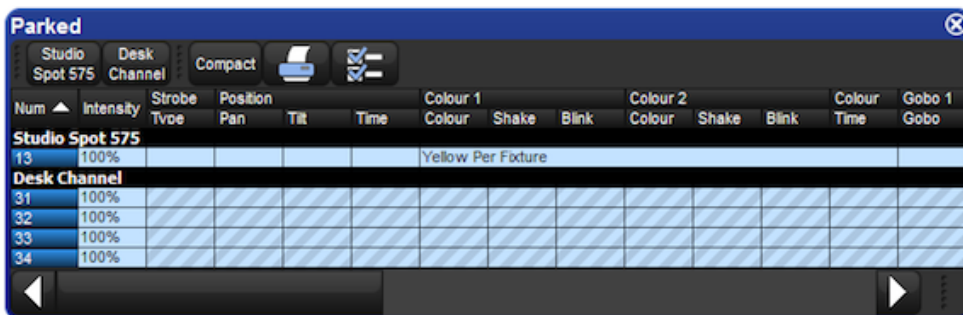 Parked
Studio Spot 575 Desk Channel Compact
Num Intensity Strobe Position Colour 1 Colour 2 Colour Gobo 1
Type Pan Tilt Time Colour Shake Blink Colour Shake Blink Time Gobo
Studio Spot 575
13 100% Yellow Per Fixture
Desk Channel
31 100%
32 100%
33 100%
34 100%